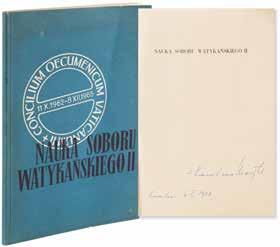 CONCILIUM OECUMENICUM VATICANUM II
11 X.1962-8 XII.1965
NAUKA SOBORU
WATYKAŃSKIEGO II
NAUKA SOBORU WATYKAŃSKIEGO II